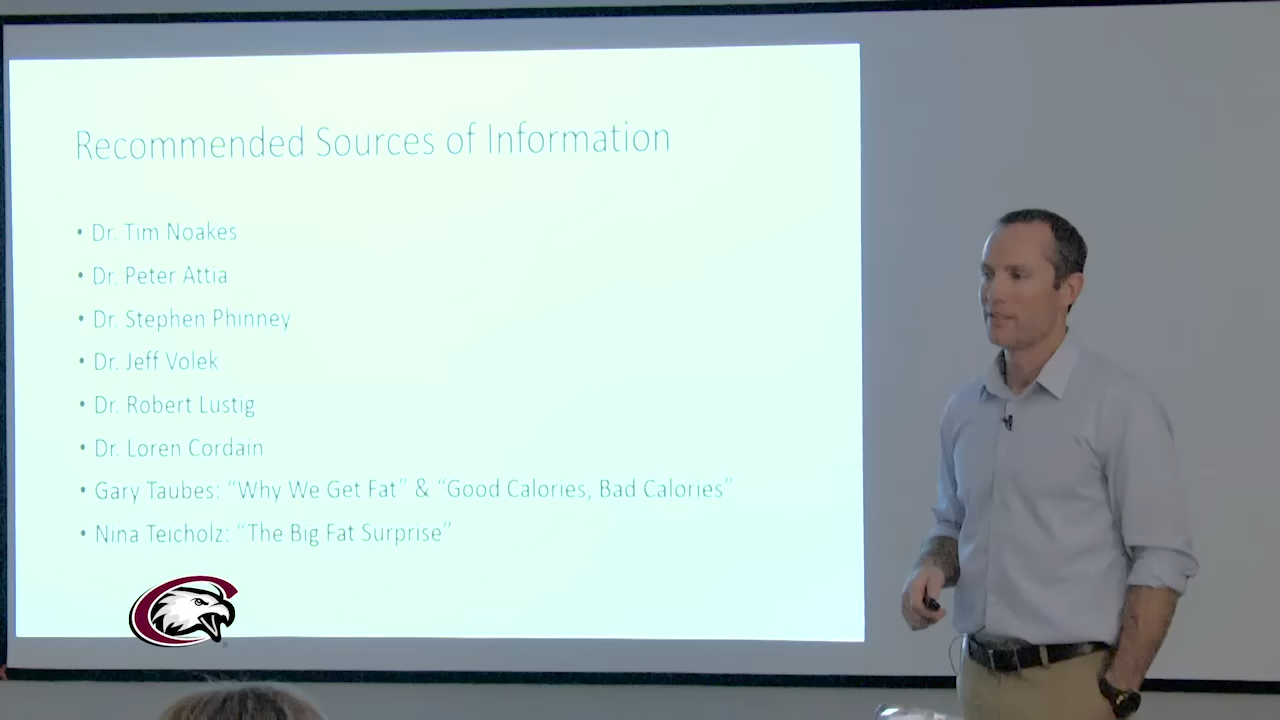 Recommended Sources of Information
• Dr. Tim Noakes
• Dr. Peter Attia
• Dr. Stephen Phinney
• Dr. Jeff Volek
• Dr. Robert Lustig
• Dr. Loren Cordain
• Gary Taubes: “Why We Get Fat” & “Good Calories, Bad Calories”
• Nina Teicholz: “The Big Fat Surprise”